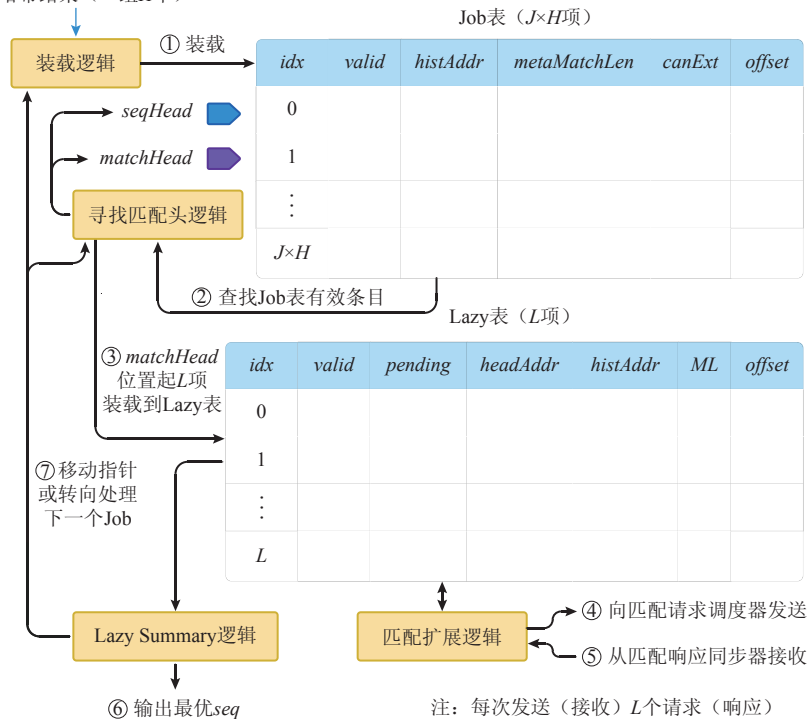 Job表（J×H项）
① 装载
装载逻辑
idx valid histAddr metaMatchLen canExt offset
seqHead
0
matchHead
1
⋮
寻找匹配头逻辑
J×H
② 查找Job表有效条目
Lazy表（L项）
③ matchHead
位置起L项
装载到Lazy表
idx valid pending headAddr histAddr ML offset
0
1
⋮
L
⑦ 移动指针
或转向处理
下一个Job
Lazy Summary逻辑
匹配扩展逻辑
④ 向匹配请求调度器发送
⑤ 从匹配响应同步器接收
⑥ 输出最优seq
注：每次发送（接收）L个请求（响应）